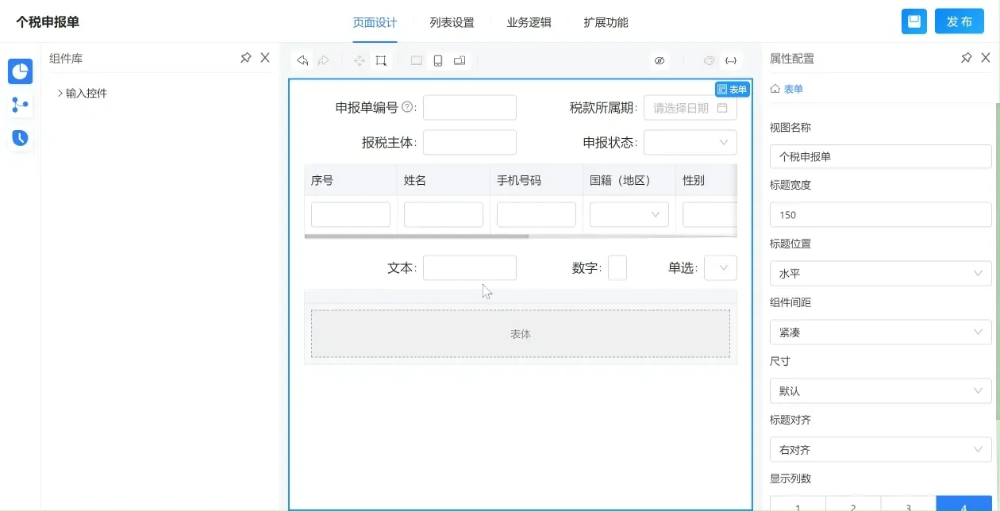 个税申报单
页面设计 列表设置 业务逻辑 扩展功能
发布
组件库
输入控件
表单
申报单编号?:
税款所属期: 请选择日期
报税主体:
申报状态:
序号 姓名 手机号码 国籍（地区） 性别
文本: 数字: 单选:
表体
属性配置
表单
视图名称
个税申报单
标题宽度
150
标题位置
水平
组件间距
紧凑
尺寸
默认
标题对齐
右对齐
显示列数
1 2 3 4